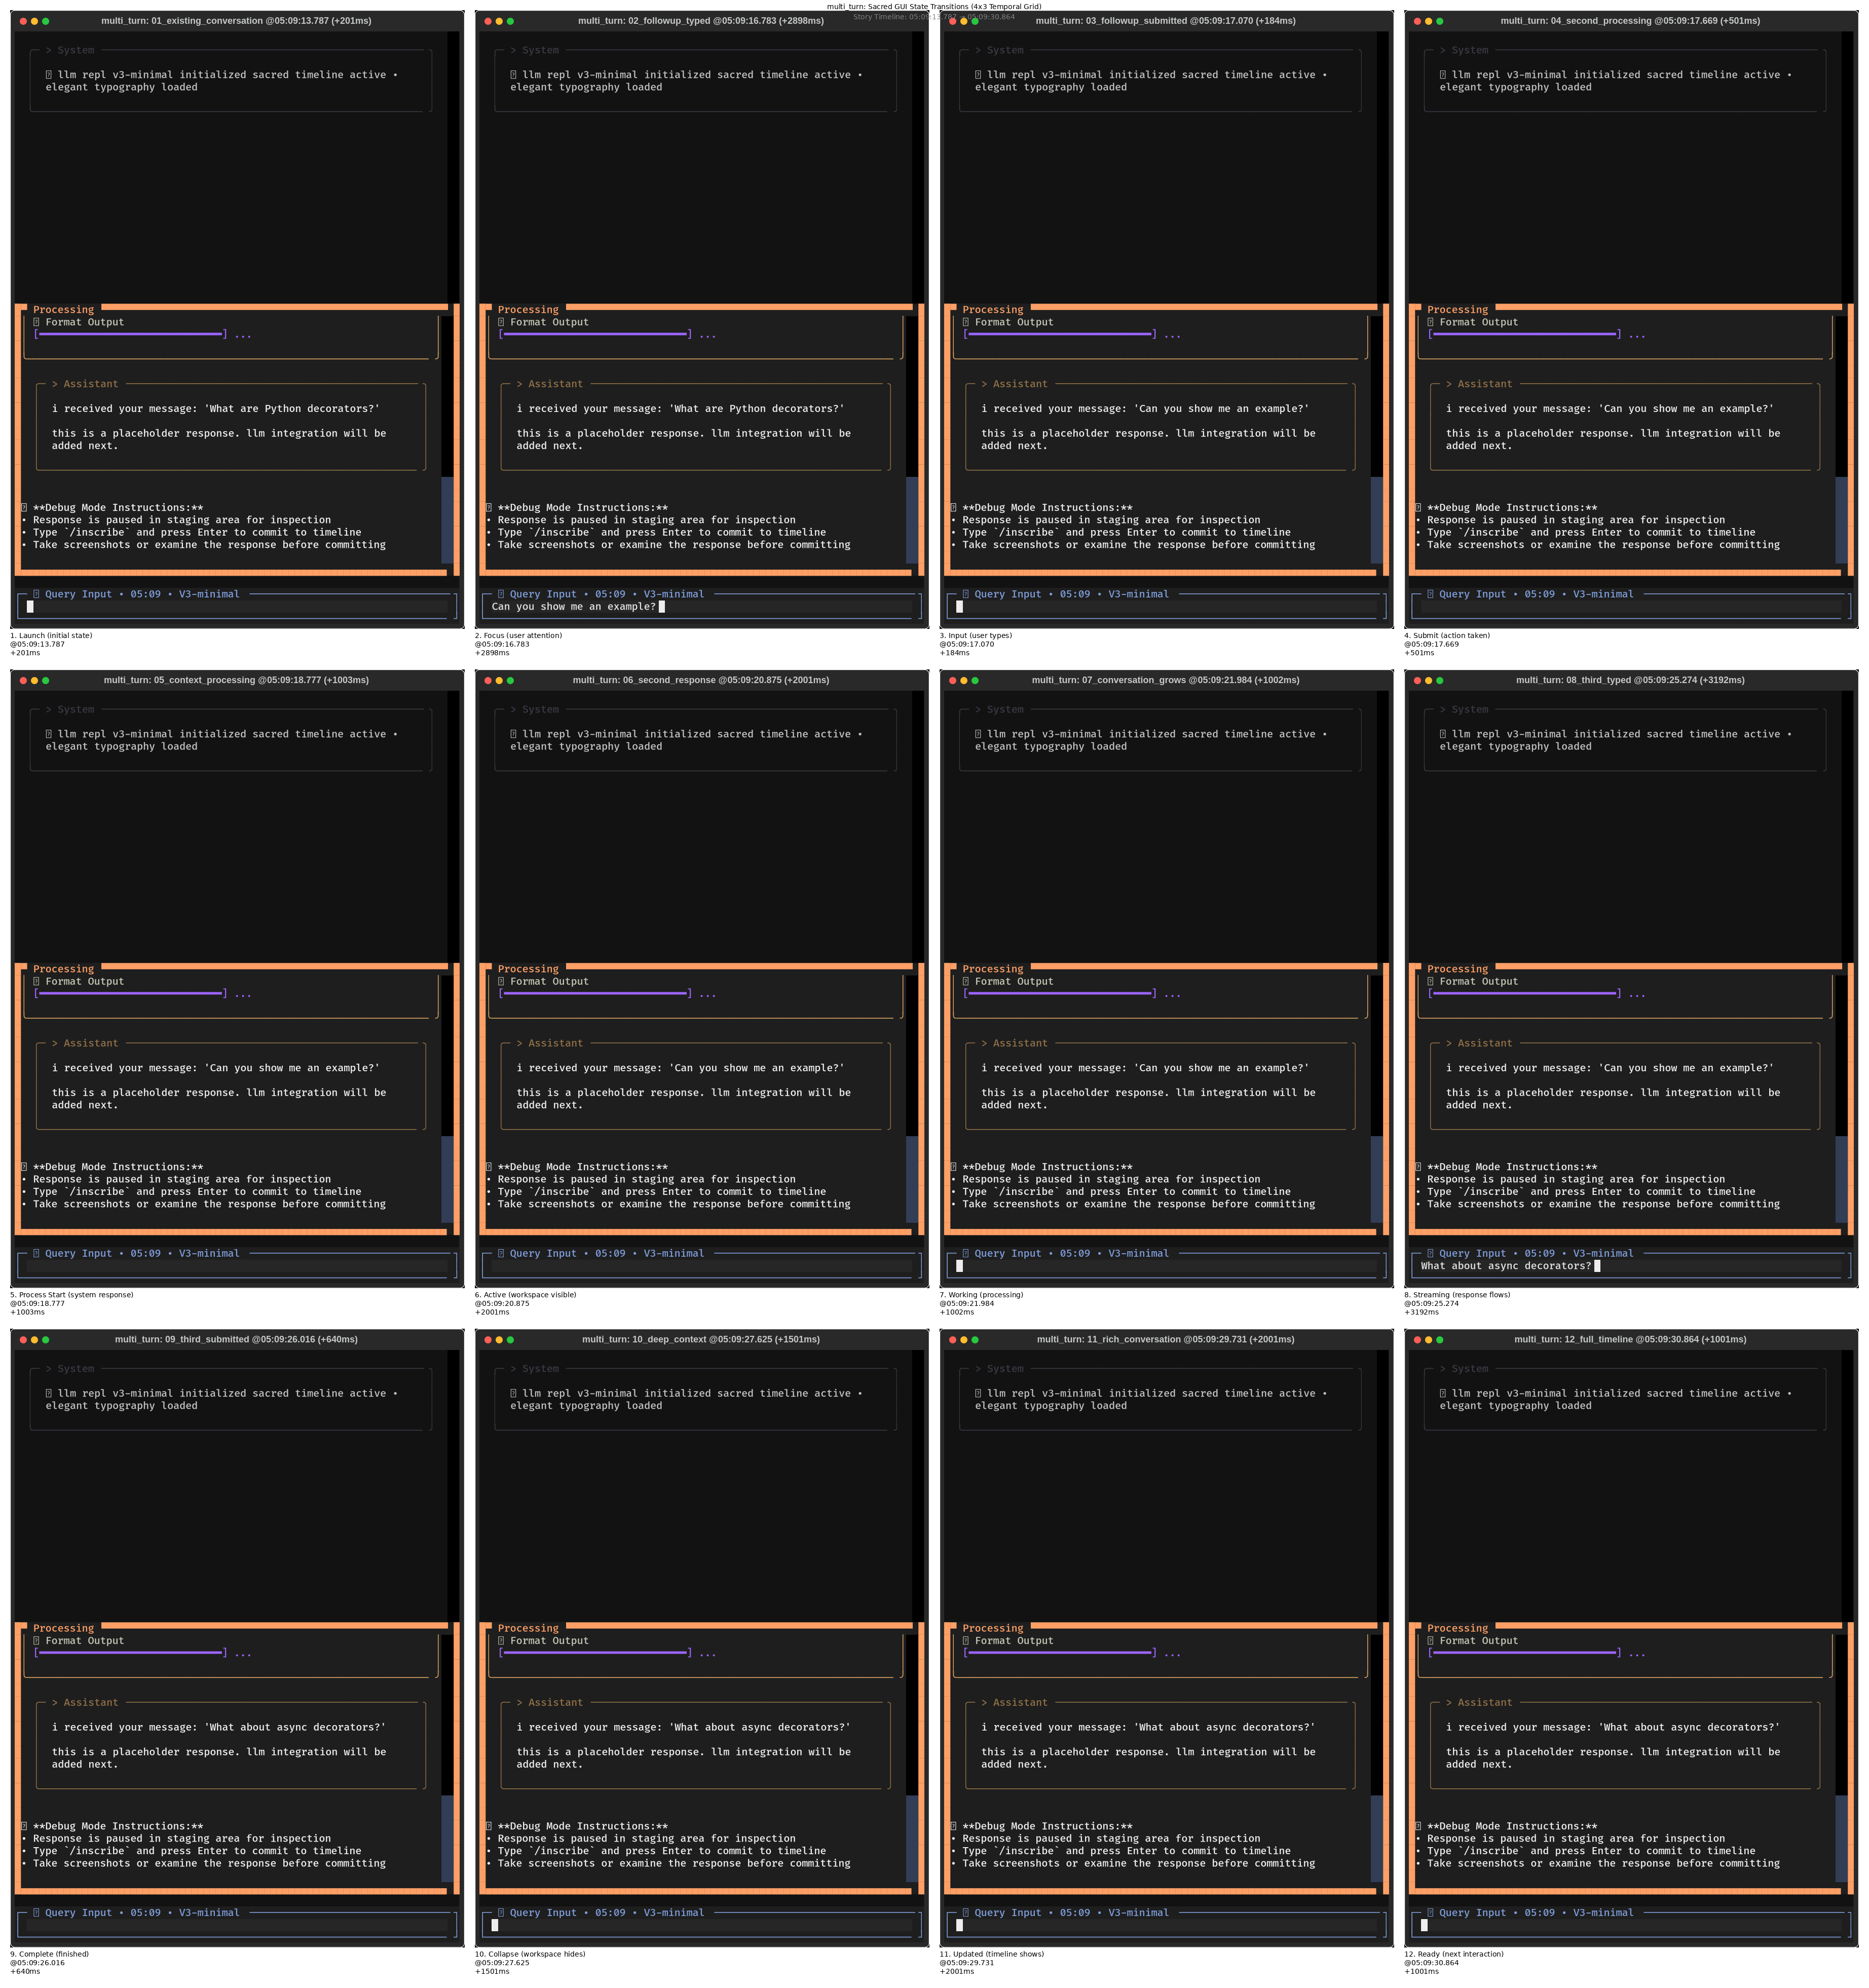 multi_turn: Sacred GUI State Transitions (4x3 Temporal Grid)
Story Timeline: 05:09:13.787 → 05:09:30.864
multi_turn: 01_existing_conversation @05:09:13.787 (+201ms)
> System
llm repl v3-minimal initialized sacred timeline active •
elegant typography loaded
Processing
Format Output
[━━━━━━━━━━━━━━━━━━━━━━━━━━━━━━] ...
> Assistant
i received your message: 'What are Python decorators?'
this is a placeholder response. llm integration will be
added next.
**Debug Mode Instructions:**
• Response is paused in staging area for inspection
• Type `/inscribe` and press Enter to commit to timeline
• Take screenshots or examine the response before committing
Query Input • 05:09 • V3-minimal
1. Launch (initial state)
@05:09:13.787
+201ms
multi_turn: 02_followup_typed @05:09:16.783 (+2898ms)
> System
llm repl v3-minimal initialized sacred timeline active •
elegant typography loaded
Processing
Format Output
[━━━━━━━━━━━━━━━━━━━━━━━━━━━━━━] ...
> Assistant
i received your message: 'What are Python decorators?'
this is a placeholder response. llm integration will be
added next.
**Debug Mode Instructions:**
• Response is paused in staging area for inspection
• Type `/inscribe` and press Enter to commit to timeline
• Take screenshots or examine the response before committing
Query Input • 05:09 • V3-minimal
Can you show me an example?
2. Focus (user attention)
@05:09:16.783
+2898ms
multi_turn: 03_followup_submitted @05:09:17.070 (+184ms)
> System
llm repl v3-minimal initialized sacred timeline active •
elegant typography loaded
Processing
Format Output
[━━━━━━━━━━━━━━━━━━━━━━━━━━━━━━] ...
> Assistant
i received your message: 'Can you show me an example?'
this is a placeholder response. llm integration will be
added next.
**Debug Mode Instructions:**
• Response is paused in staging area for inspection
• Type `/inscribe` and press Enter to commit to timeline
• Take screenshots or examine the response before committing
Query Input • 05:09 • V3-minimal
3. Input (user types)
@05:09:17.070
+184ms
multi_turn: 04_second_processing @05:09:17.669 (+501ms)
> System
llm repl v3-minimal initialized sacred timeline active •
elegant typography loaded
Processing
Format Output
[━━━━━━━━━━━━━━━━━━━━━━━━━━━━━━] ...
> Assistant
i received your message: 'Can you show me an example?'
this is a placeholder response. llm integration will be
added next.
**Debug Mode Instructions:**
• Response is paused in staging area for inspection
• Type `/inscribe` and press Enter to commit to timeline
• Take screenshots or examine the response before committing
Query Input • 05:09 • V3-minimal
4. Submit (action taken)
@05:09:17.669
+501ms
multi_turn: 05_context_processing @05:09:18.777 (+1003ms)
> System
llm repl v3-minimal initialized sacred timeline active •
elegant typography loaded
Processing
Format Output
[━━━━━━━━━━━━━━━━━━━━━━━━━━━━━━] ...
> Assistant
i received your message: 'Can you show me an example?'
this is a placeholder response. llm integration will be
added next.
**Debug Mode Instructions:**
• Response is paused in staging area for inspection
• Type `/inscribe` and press Enter to commit to timeline
• Take screenshots or examine the response before committing
Query Input • 05:09 • V3-minimal
5. Process Start (system response)
@05:09:18.777
+1003ms
multi_turn: 06_second_response @05:09:20.875 (+2001ms)
> System
llm repl v3-minimal initialized sacred timeline active •
elegant typography loaded
Processing
Format Output
[━━━━━━━━━━━━━━━━━━━━━━━━━━━━━━] ...
> Assistant
i received your message: 'Can you show me an example?'
this is a placeholder response. llm integration will be
added next.
**Debug Mode Instructions:**
• Response is paused in staging area for inspection
• Type `/inscribe` and press Enter to commit to timeline
• Take screenshots or examine the response before committing
Query Input • 05:09 • V3-minimal
6. Active (workspace visible)
@05:09:20.875
+2001ms
multi_turn: 07_conversation_grows @05:09:21.984 (+1002ms)
> System
llm repl v3-minimal initialized sacred timeline active •
elegant typography loaded
Processing
Format Output
[━━━━━━━━━━━━━━━━━━━━━━━━━━━━━━] ...
> Assistant
i received your message: 'Can you show me an example?'
this is a placeholder response. llm integration will be
added next.
**Debug Mode Instructions:**
• Response is paused in staging area for inspection
• Type `/inscribe` and press Enter to commit to timeline
• Take screenshots or examine the response before committing
Query Input • 05:09 • V3-minimal
7. Working (processing)
@05:09:21.984
+1002ms
multi_turn: 08_third_typed @05:09:25.274 (+3192ms)
> System
llm repl v3-minimal initialized sacred timeline active •
elegant typography loaded
Processing
Format Output
[━━━━━━━━━━━━━━━━━━━━━━━━━━━━━━] ...
> Assistant
i received your message: 'Can you show me an example?'
this is a placeholder response. llm integration will be
added next.
**Debug Mode Instructions:**
• Response is paused in staging area for inspection
• Type `/inscribe` and press Enter to commit to timeline
• Take screenshots or examine the response before committing
Query Input • 05:09 • V3-minimal
What about async decorators?
8. Streaming (response flows)
@05:09:25.274
+3192ms
multi_turn: 09_third_submitted @05:09:26.016 (+640ms)
> System
llm repl v3-minimal initialized sacred timeline active •
elegant typography loaded
Processing
Format Output
[━━━━━━━━━━━━━━━━━━━━━━━━━━━━━━] ...
> Assistant
i received your message: 'What about async decorators?'
this is a placeholder response. llm integration will be
added next.
**Debug Mode Instructions:**
• Response is paused in staging area for inspection
• Type `/inscribe` and press Enter to commit to timeline
• Take screenshots or examine the response before committing
Query Input • 05:09 • V3-minimal
9. Complete (finished)
@05:09:26.016
+640ms
multi_turn: 10_deep_context @05:09:27.625 (+1501ms)
> System
llm repl v3-minimal initialized sacred timeline active •
elegant typography loaded
Processing
Format Output
[━━━━━━━━━━━━━━━━━━━━━━━━━━━━━━] ...
> Assistant
i received your message: 'What about async decorators?'
this is a placeholder response. llm integration will be
added next.
**Debug Mode Instructions:**
• Response is paused in staging area for inspection
• Type `/inscribe` and press Enter to commit to timeline
• Take screenshots or examine the response before committing
Query Input • 05:09 • V3-minimal
10. Collapse (workspace hides)
@05:09:27.625
+1501ms
multi_turn: 11_rich_conversation @05:09:29.731 (+2001ms)
> System
llm repl v3-minimal initialized sacred timeline active •
elegant typography loaded
Processing
Format Output
[━━━━━━━━━━━━━━━━━━━━━━━━━━━━━━] ...
> Assistant
i received your message: 'What about async decorators?'
this is a placeholder response. llm integration will be
added next.
**Debug Mode Instructions:**
• Response is paused in staging area for inspection
• Type `/inscribe` and press Enter to commit to timeline
• Take screenshots or examine the response before committing
Query Input • 05:09 • V3-minimal
11. Updated (timeline shows)
@05:09:29.731
+2001ms
multi_turn: 12_full_timeline @05:09:30.864 (+1001ms)
> System
llm repl v3-minimal initialized sacred timeline active •
elegant typography loaded
Processing
Format Output
[━━━━━━━━━━━━━━━━━━━━━━━━━━━━━━] ...
> Assistant
i received your message: 'What about async decorators?'
this is a placeholder response. llm integration will be
added next.
**Debug Mode Instructions:**
• Response is paused in staging area for inspection
• Type `/inscribe` and press Enter to commit to timeline
• Take screenshots or examine the response before committing
Query Input • 05:09 • V3-minimal
12. Ready (next interaction)
@05:09:30.864
+1001ms